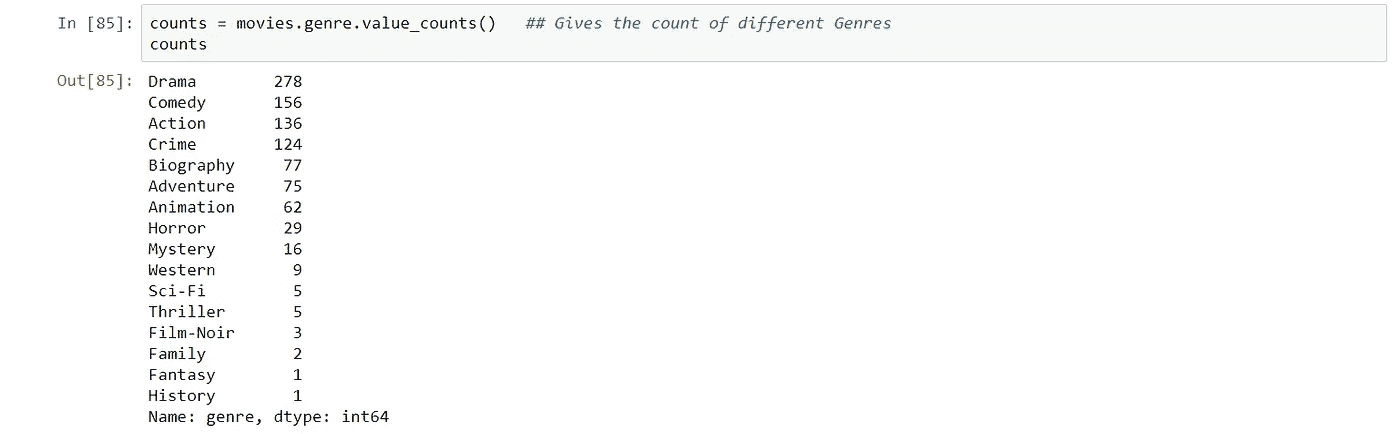 In [85]: counts = movies.genre.value_counts()   ## Gives the count of different Genres
counts
Out[85]: Drama        278
Comedy       156
Action       136
Crime        124
Biography     77
Adventure     75
Animation     62
Horror        29
Mystery       16
Western        9
Sci-Fi         5
Thriller       5
Film-Noir      3
Family         2
Fantasy        1
History        1
Name: genre, dtype: int64